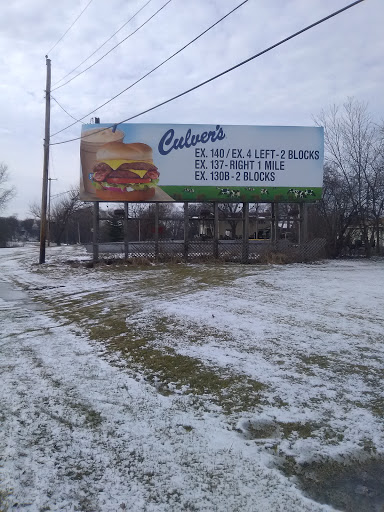 Culver's
EX. 140 / EX. 4 LEFT - 2 BLOCKS
EX. 137 - RIGHT 1 MILE
EX. 130B - 2 BLOCKS